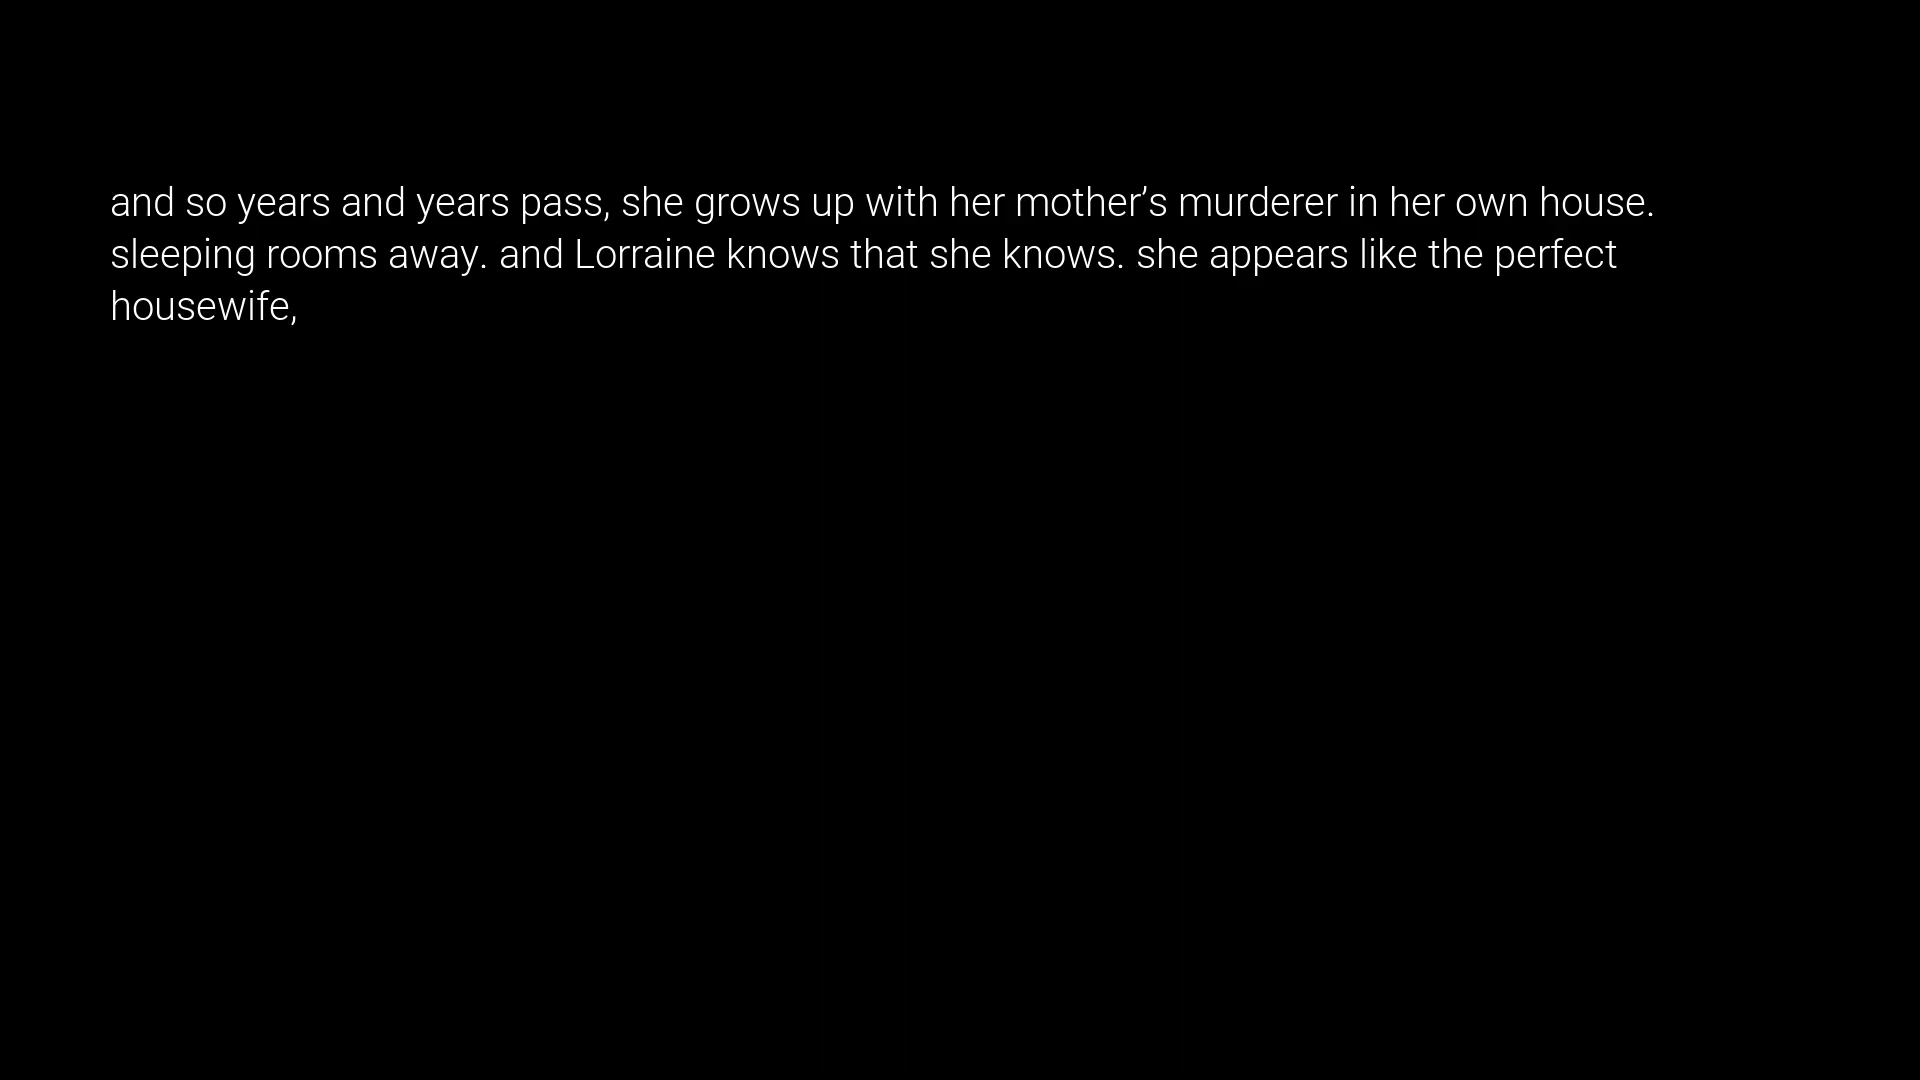 and so years and years pass, she grows up with her mother’s murderer in her own house.
sleeping rooms away. and Lorraine knows that she knows. she appears like the perfect
housewife,